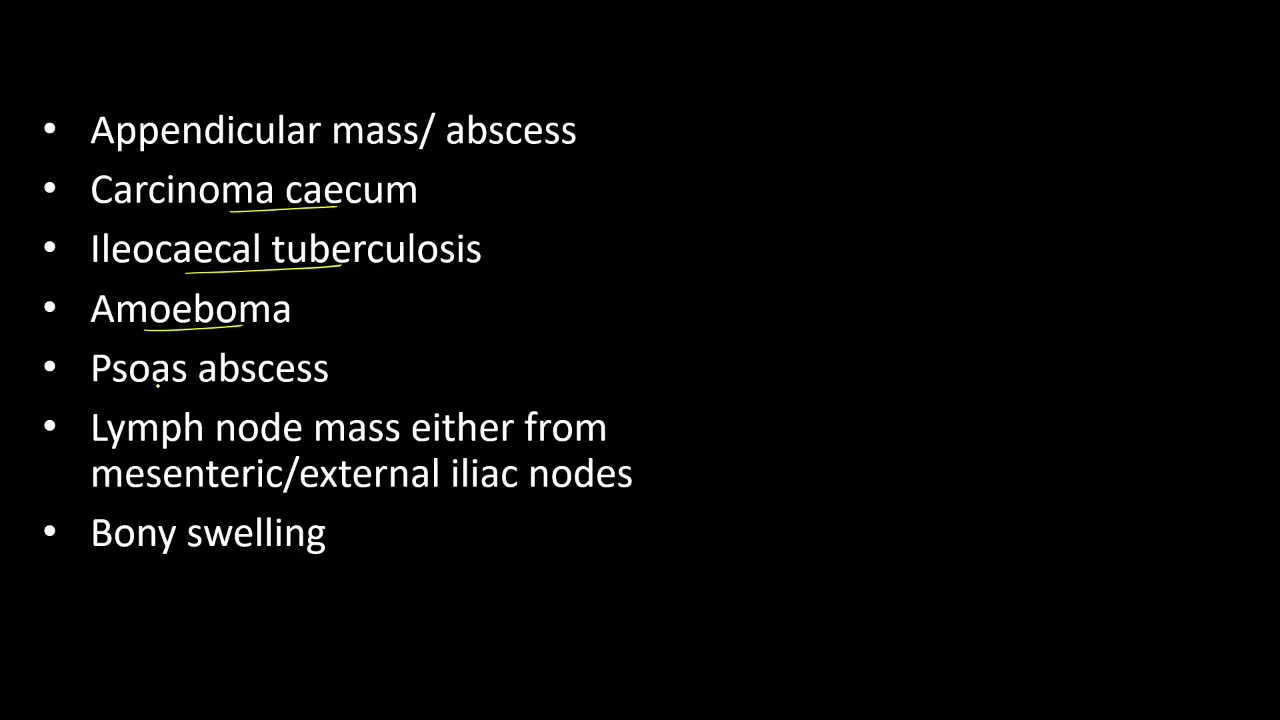 • Appendicular mass/ abscess
• Carcinoma caecum
• Ileocaecal tuberculosis
• Amoeboma
• Psoas abscess
• Lymph node mass either from
mesenteric/external iliac nodes
• Bony swelling